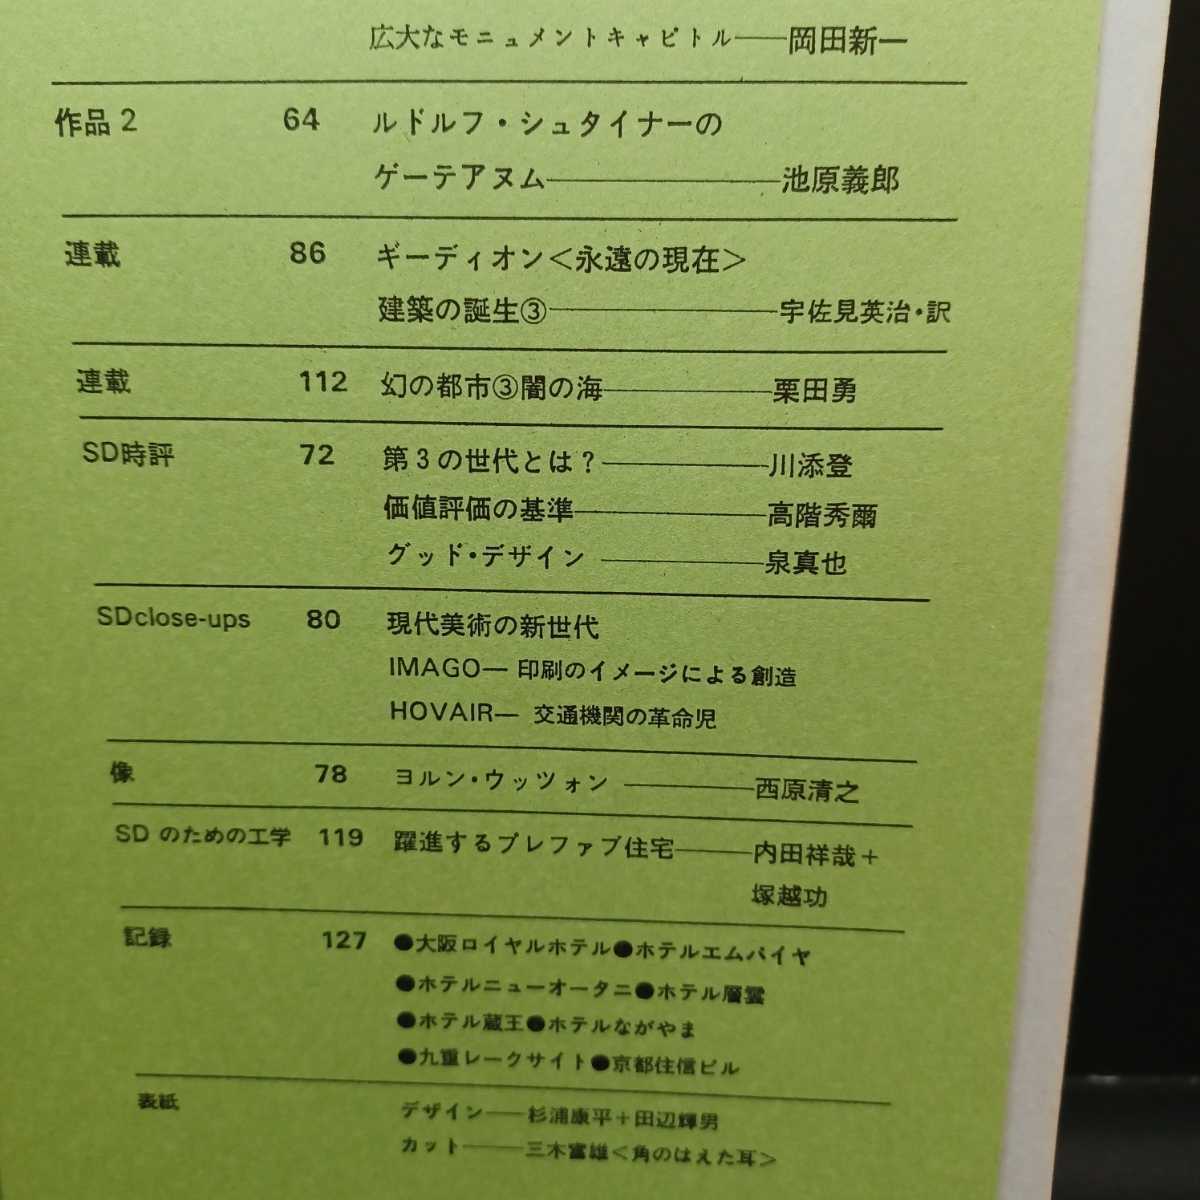 広大なモニュメントキャピトル——岡田新一
作品2 64 ルドルフ・シュタイナーの
ゲーテアヌム——池原義郎
連載 86 ギーディオン＜永遠の現在＞
建築の誕生③——宇佐見英治・訳
連載 112 幻の都市③闇の海——栗田勇
SD時評 72 第3の世代とは?——川添登
価値評価の基準——高階秀爾
グッド・デザイン——泉真也
SDclose-ups 80 現代美術の新世代
IMAGO— 印刷のイメージによる創造
HOVAIR— 交通機関の革命児
像 78 ヨルン・ウッツォン——西原清之
SDのための工学 119 躍進するプレファブ住宅——内田祥哉+
塚越功
記録 127 ●大阪ロイヤルホテル●ホテルエムパイヤ
●ホテルニューオータニ●ホテル層雲
●ホテル蔵王●ホテルながやま
●九重レークサイト●京都住信ビル
表紙 デザイン——杉浦康平+田辺輝男
カット——三木富雄＜角のはえた耳＞